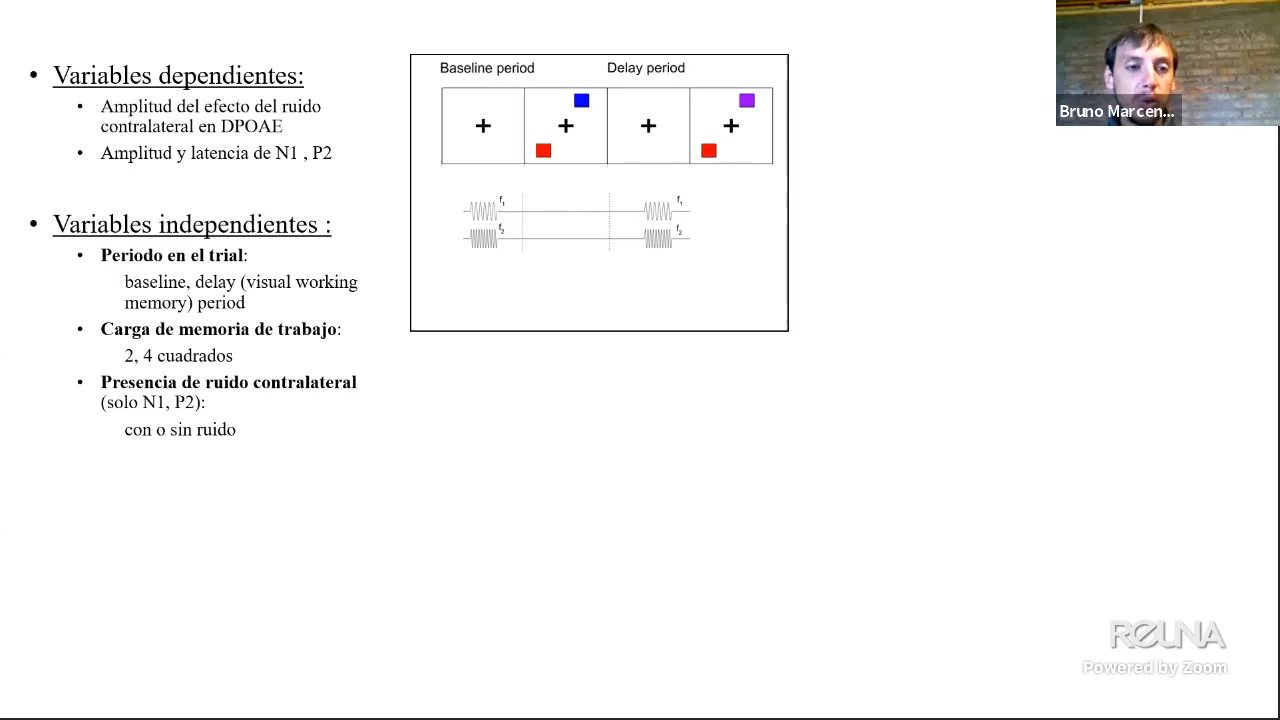 • Variables dependientes:
• Amplitud del efecto del ruido
contralateral en DPOAE
• Amplitud y latencia de N1 , P2
• Variables independientes :
• Periodo en el trial:
baseline, delay (visual working
memory) period
• Carga de memoria de trabajo:
2, 4 cuadrados
• Presencia de ruido contralateral
(solo N1, P2):
con o sin ruido
Baseline period Delay period
f1 f1
f2 f2
Bruno Marcen...
REUNA
Powered by Zoom